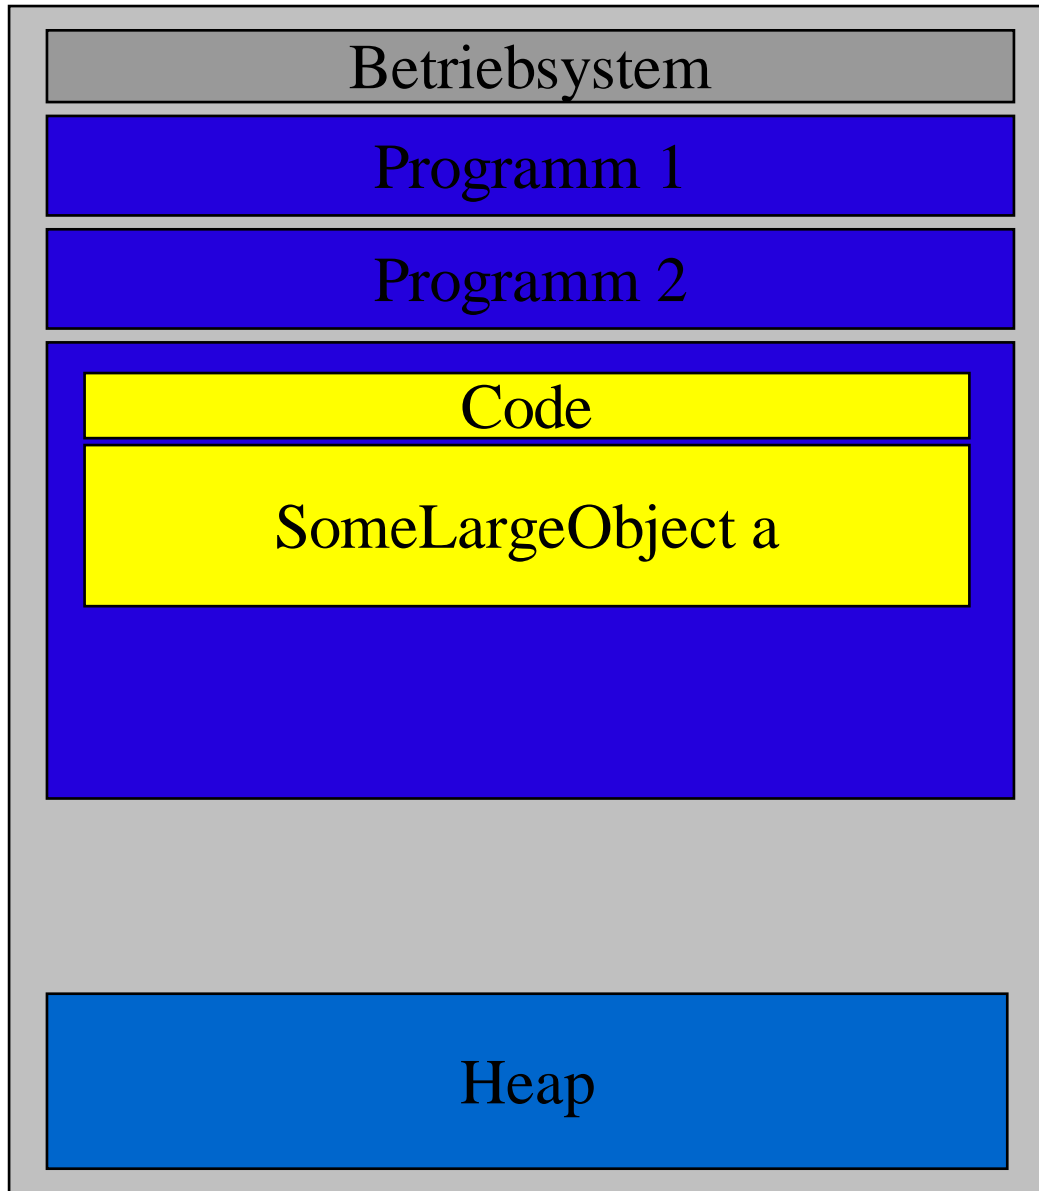 Betriebsystem
Programm 1
Programm 2
Code
SomeLargeObject a
Heap